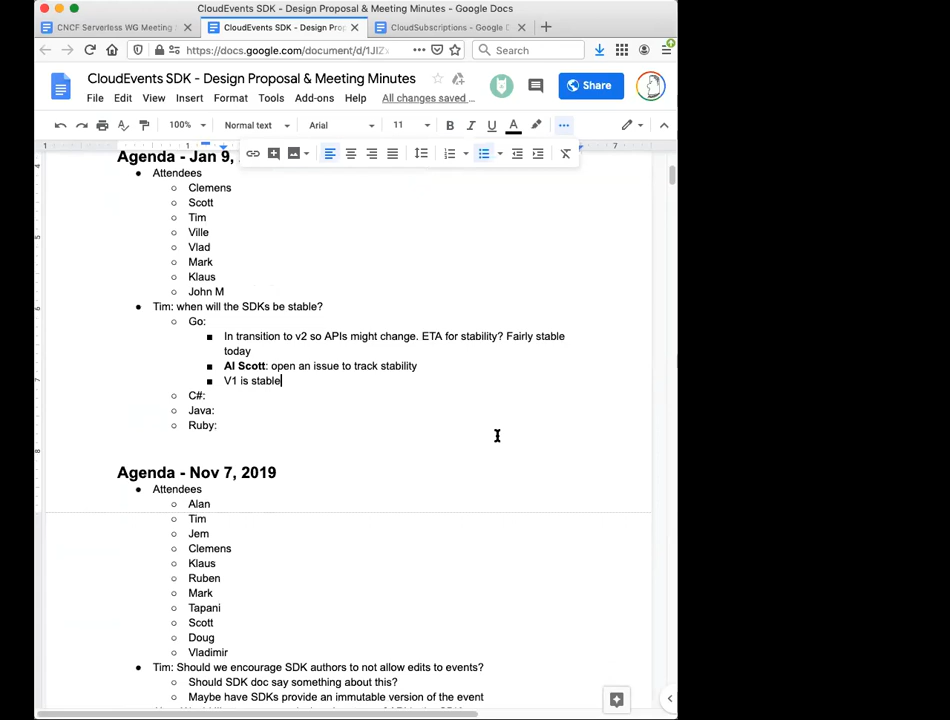 CloudEvents SDK - Design Proposal & Meeting Minutes - Google Docs
CNCF Serverless WG Meeting
CloudEvents SDK - Design Prop
CloudSubscriptions - Google D
https://docs.google.com/document/d/1JIZ
Search
CloudEvents SDK - Design Proposal & Meeting Minutes
Share
File Edit View Insert Format Tools Add-ons Help All changes saved ...
100% Normal text Arial 11 B I U A
1 1 7
Agenda - Jan 9,
Attendees
Clemens
Scott
Tim
Ville
Vlad
Mark
Klaus
John M
Tim: when will the SDKs be stable?
Go:
In transition to v2 so APIs might change. ETA for stability? Fairly stable
today
AI Scott: open an issue to track stability
V1 is stable
C#:
Java:
Ruby:
Agenda - Nov 7, 2019
Attendees
Alan
Tim
Jem
Clemens
Klaus
Ruben
Mark
Tapani
Scott
Doug
Vladimir
Tim: Should we encourage SDK authors to not allow edits to events?
Should SDK doc say something about this?
Maybe have SDKs provide an immutable version of the event